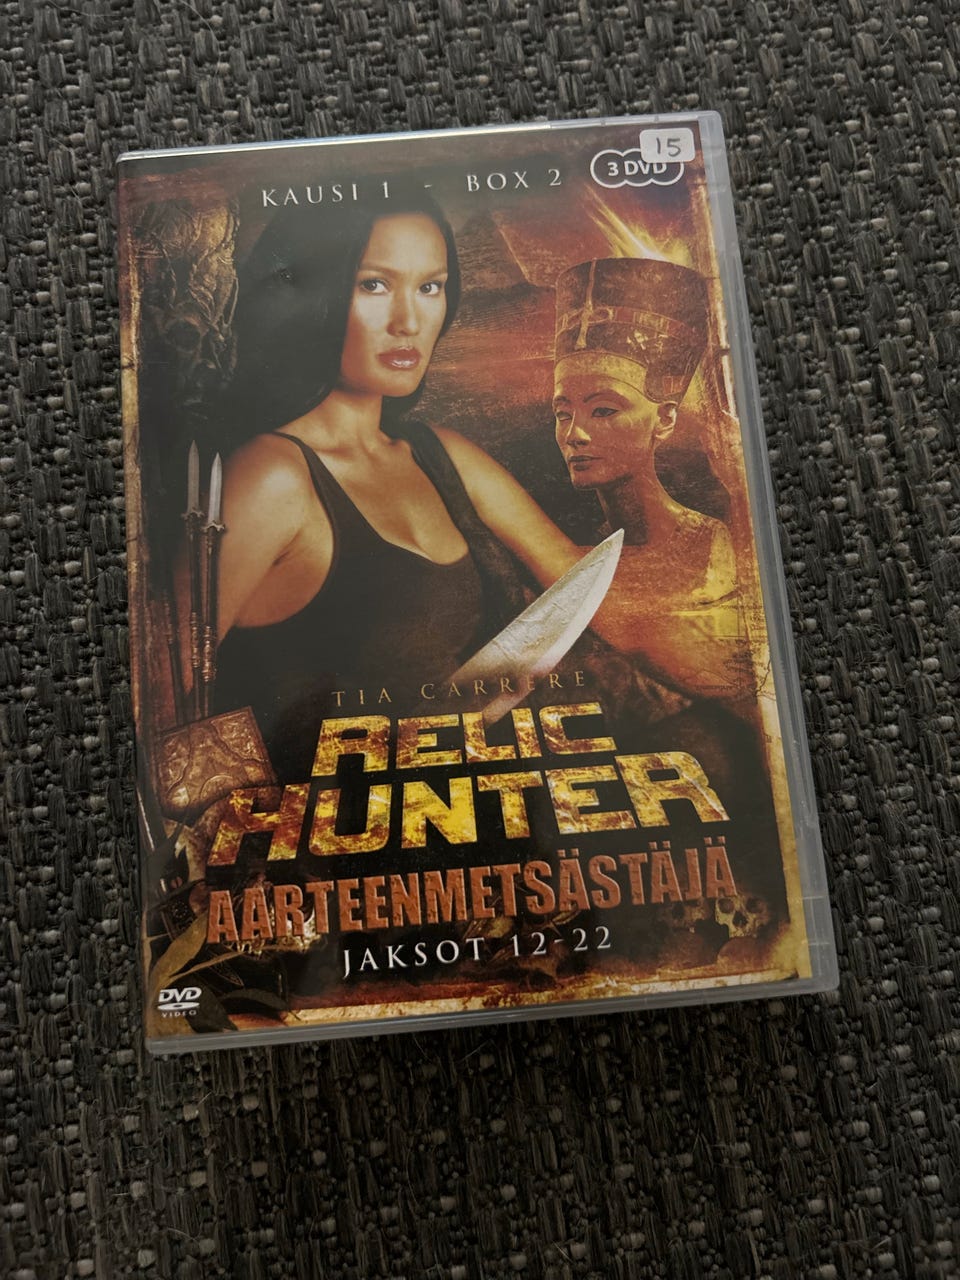 15
3 DVD
KAUSI 1 - BOX 2
TIA CARRERE
RELIC
HUNTER
AARTEENMETSÄSTÄJÄ
JAKSOT 12-22
DVD
VIDEO